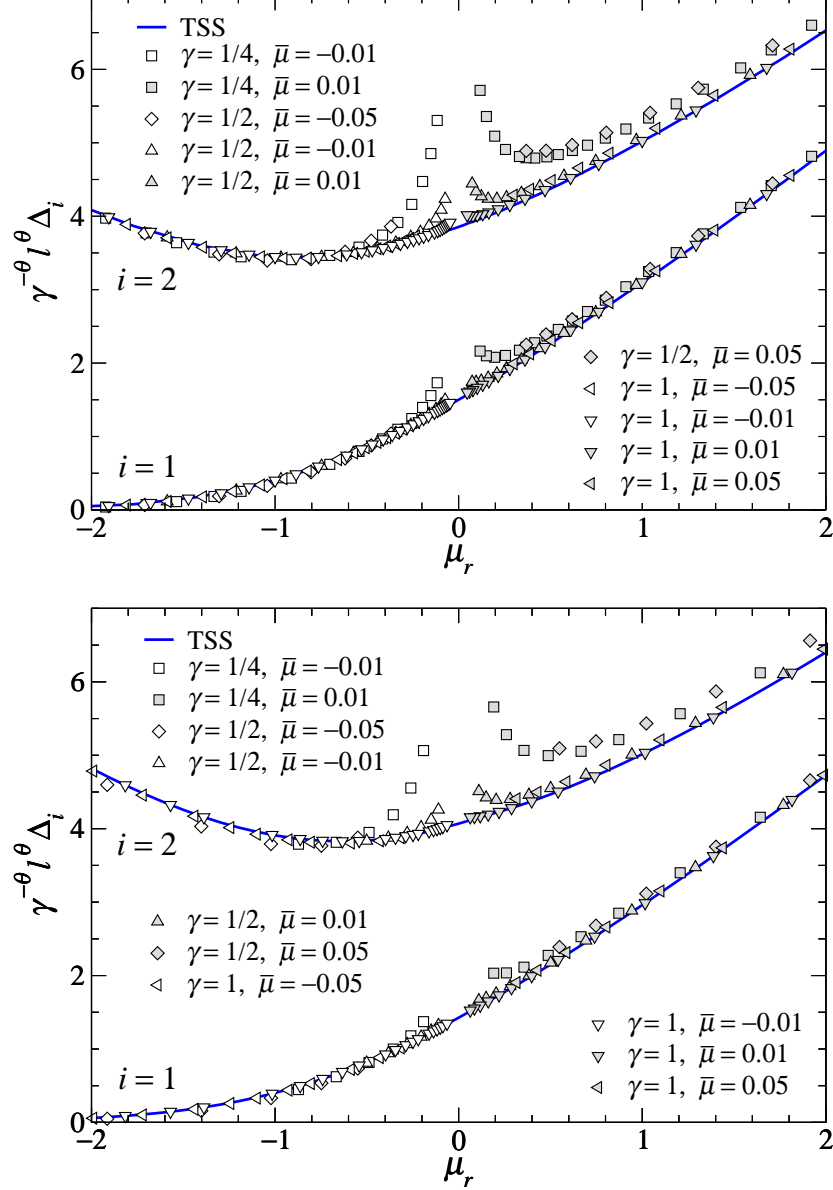 TSS
γ = 1/4, μ̄ = −0.01
γ = 1/4, μ̄ = 0.01
γ = 1/2, μ̄ = −0.05
γ = 1/2, μ̄ = −0.01
γ = 1/2, μ̄ = 0.01
6
4
2
0
γ^−θ l^θ Δ_i
i = 2
i = 1
γ = 1/2, μ̄ = 0.05
γ = 1, μ̄ = −0.05
γ = 1, μ̄ = −0.01
γ = 1, μ̄ = 0.01
γ = 1, μ̄ = 0.05
−2 −1 0 1 2
μ_r
TSS
γ = 1/4, μ̄ = −0.01
γ = 1/4, μ̄ = 0.01
γ = 1/2, μ̄ = −0.05
γ = 1/2, μ̄ = −0.01
6
4
2
0
γ^−θ l^θ Δ_i
i = 2
γ = 1/2, μ̄ = 0.01
γ = 1/2, μ̄ = 0.05
γ = 1, μ̄ = −0.05
i = 1
γ = 1, μ̄ = −0.01
γ = 1, μ̄ = 0.01
γ = 1, μ̄ = 0.05
−2 −1 0 1 2
μ_r